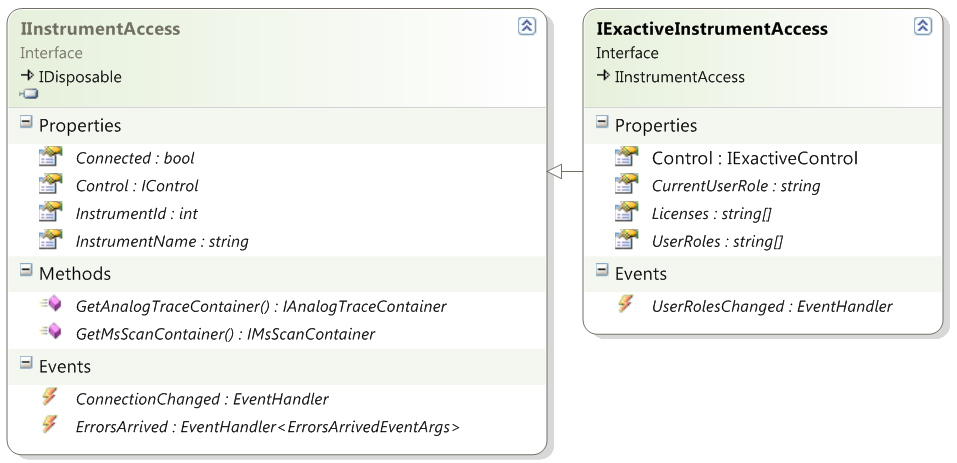 IInstrumentAccess
Interface
IDisposable
Properties
Connected : bool
Control : IControl
InstrumentId : int
InstrumentName : string
Methods
GetAnalogTraceContainer() : IAnalogTraceContainer
GetMsScanContainer() : IMsScanContainer
Events
ConnectionChanged : EventHandler
ErrorsArrived : EventHandler<ErrorsArrivedEventArgs>
IExactiveInstrumentAccess
Interface
IInstrumentAccess
Properties
Control : IExactiveControl
CurrentUserRole : string
Licenses : string[]
UserRoles : string[]
Events
UserRolesChanged : EventHandler